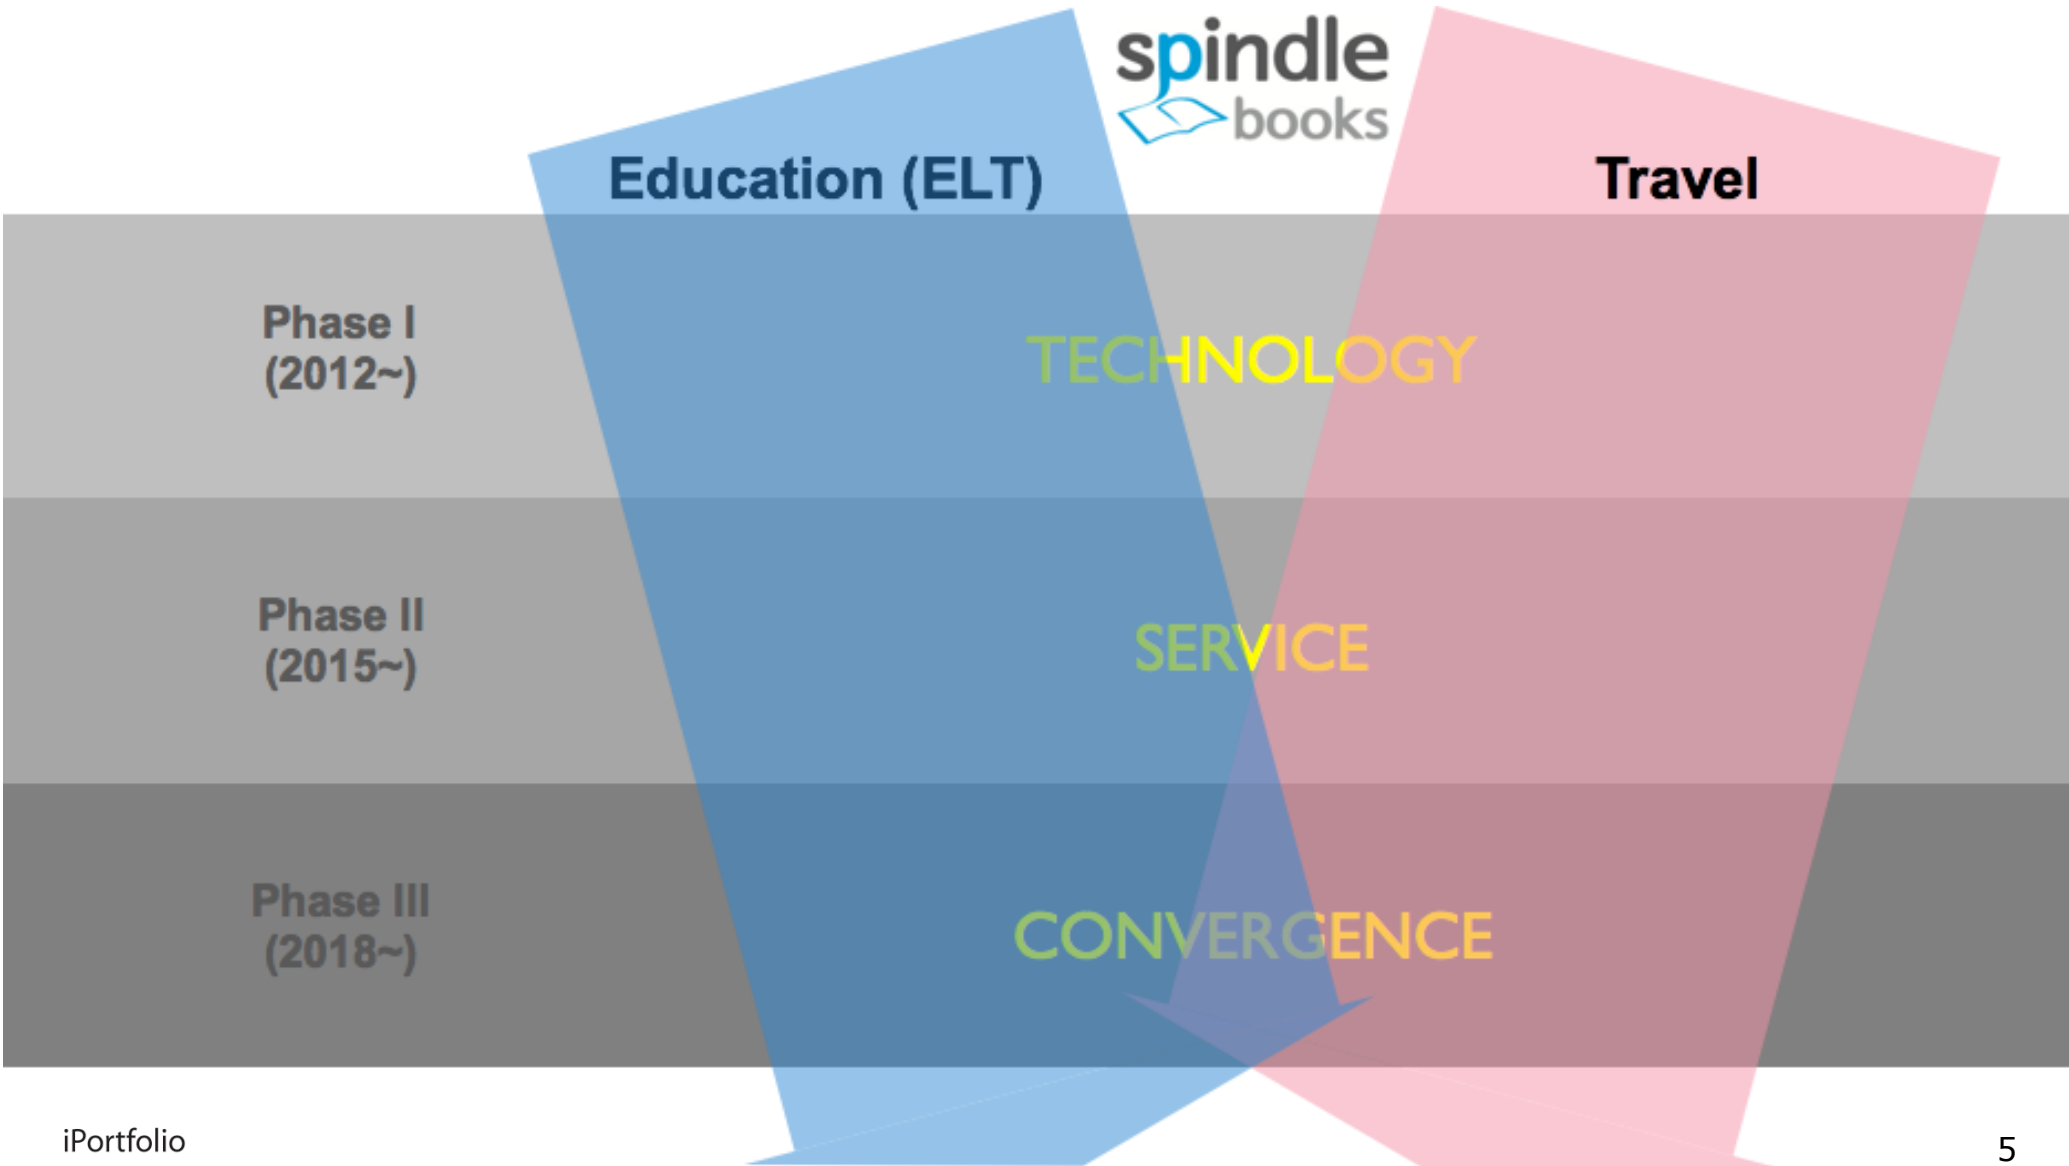 spindle
books
Education (ELT)
Travel
Phase I
(2012~)
TECHNOLOGY
Phase II
(2015~)
SERVICE
Phase III
(2018~)
CONVERGENCE
iPortfolio
5